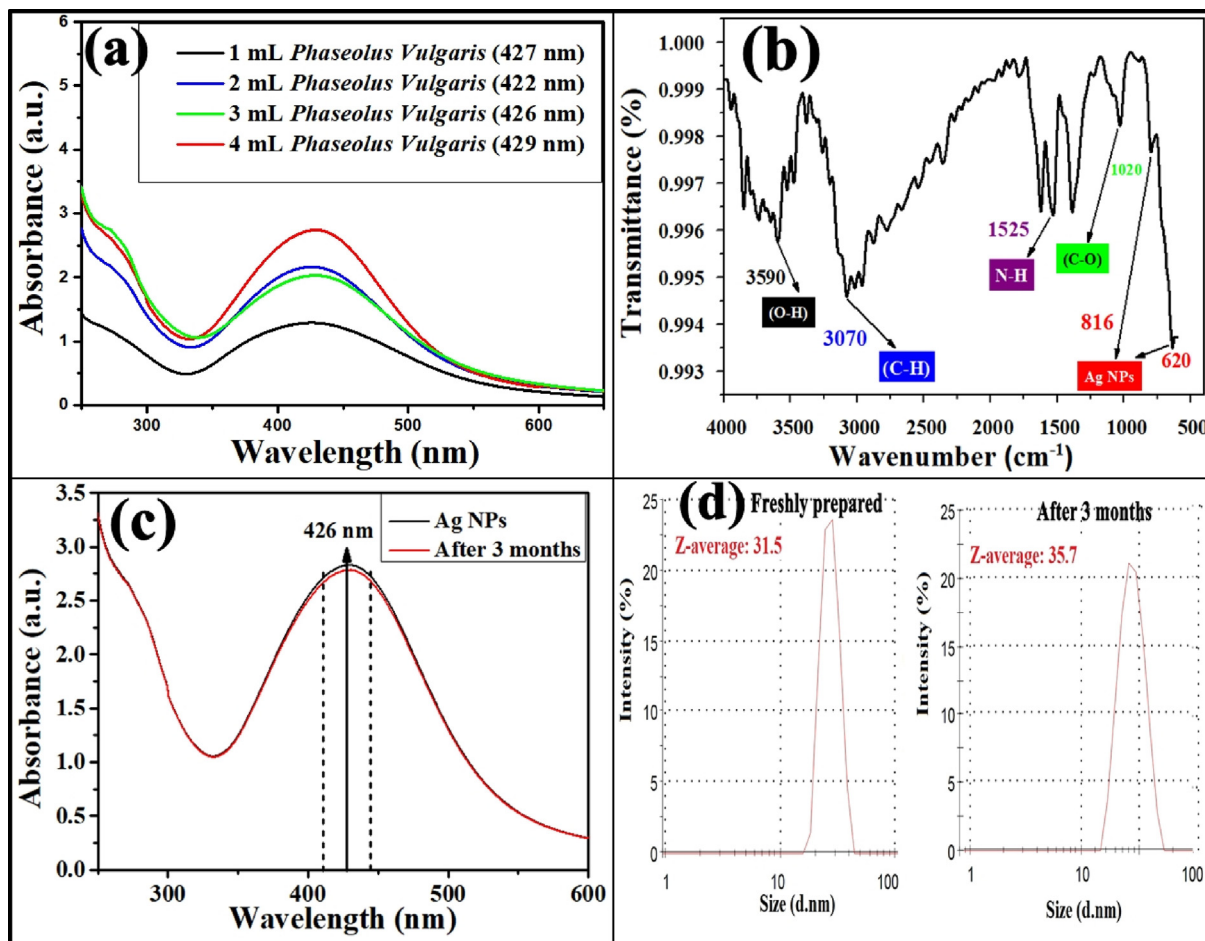 (a)
1 mL Phaseolus Vulgaris (427 nm)
2 mL Phaseolus Vulgaris (422 nm)
3 mL Phaseolus Vulgaris (426 nm)
4 mL Phaseolus Vulgaris (429 nm)
Absorbance (a.u.)
6
5
4
3
2
1
0
300 400 500 600
Wavelength (nm)
(b)
Transmittance (%)
1.000
0.999
0.998
0.997
0.996
0.995
0.994
0.993
3590
(O-H)
3070
(C-H)
1525
N-H
1020
(C-O)
816
Ag NPs
620
4000 3500 3000 2500 2000 1500 1000 500
Wavenumber (cm-1)
(c)
426 nm
Ag NPs
After 3 months
Absorbance (a.u.)
3.5
3.0
2.5
2.0
1.5
1.0
0.5
0.0
300 400 500 600
Wavelength (nm)
(d)
Freshly prepared
Z-average: 31.5
Intensity (%)
25
20
15
10
5
0
1 10 100
Size (d.nm)
After 3 months
Z-average: 35.7
Intensity (%)
25
20
15
10
5
0
1 10 100
Size (d.nm)